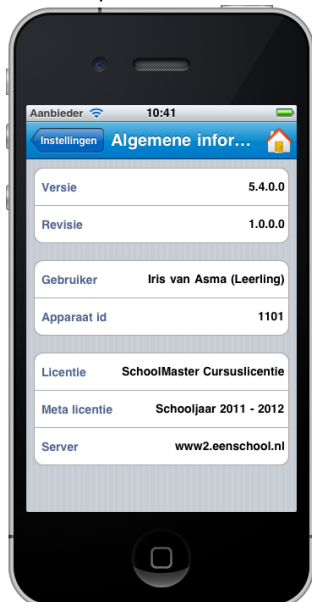 Aanbieder 10:41
Instellingen Algemene infor...
Versie 5.4.0.0
Revisie 1.0.0.0
Gebruiker Iris van Asma (Leerling)
Apparaat id 1101
Licentie SchoolMaster Cursuslicentie
Meta licentie Schooljaar 2011 - 2012
Server www2.eenschool.nl